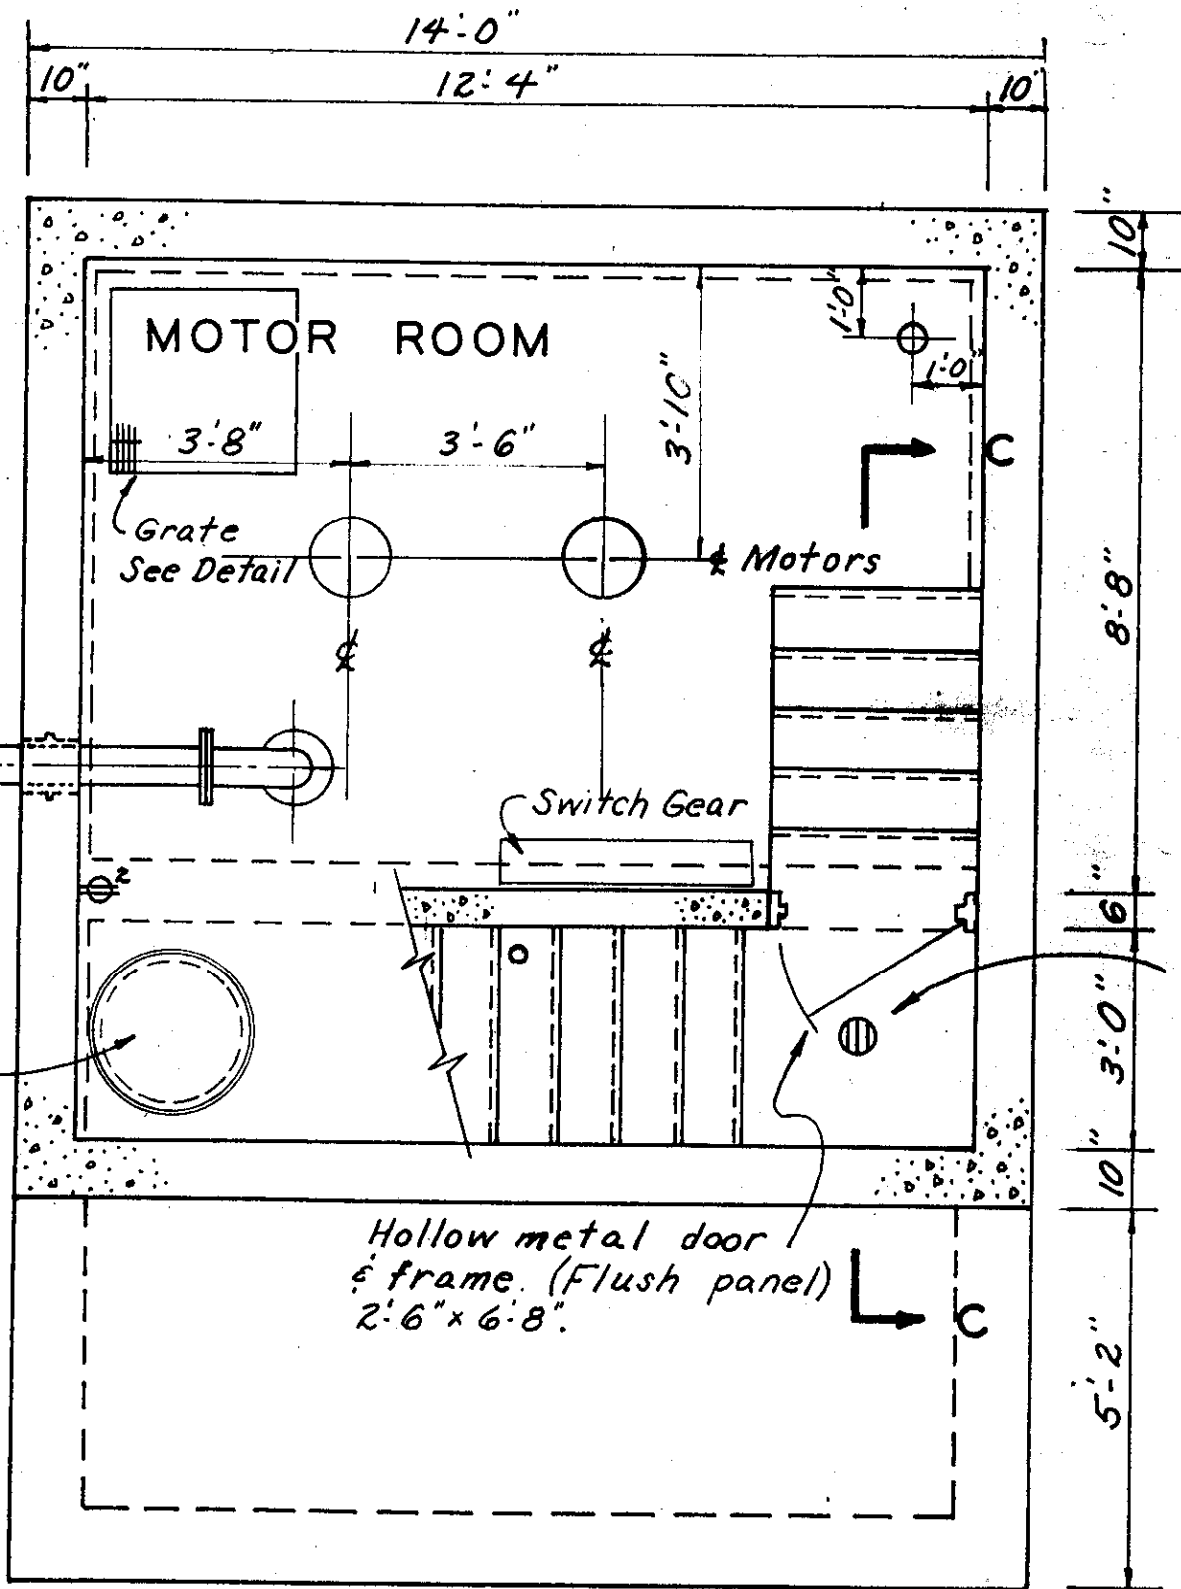 14'-0"
10" 12'-4" 10"
10"
MOTOR ROOM
1'-0"
1'-0"
3'-10"
3'-8" 3'-6"
C
Grate
See Detail
℄ Motors
8'-8"
℄ ℄
Switch Gear
2
6"
3'-0"
10"
Hollow metal door
& frame. (Flush panel)
2'-6" x 6'-8".
C
5'-2"